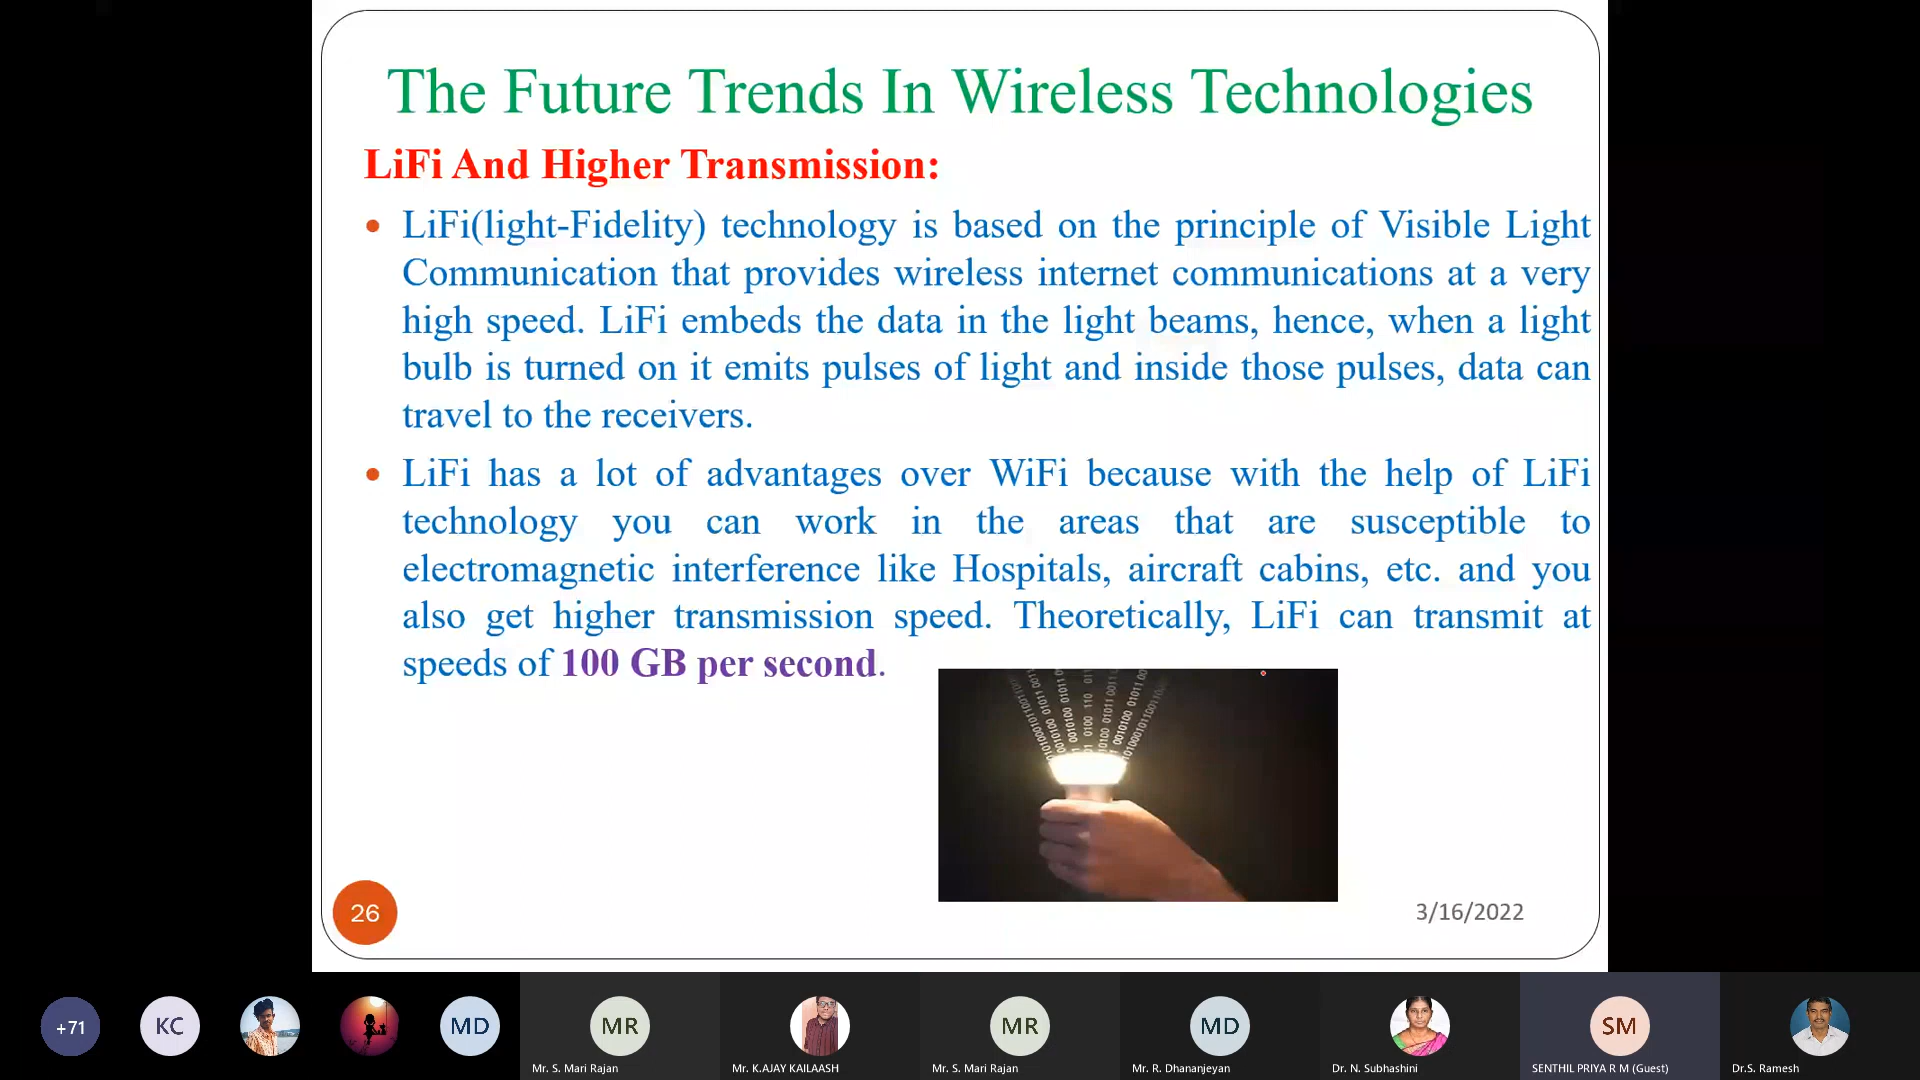 The Future Trends In Wireless Technologies
LiFi And Higher Transmission:
• LiFi(light-Fidelity) technology is based on the principle of Visible Light
Communication that provides wireless internet communications at a very
high speed. LiFi embeds the data in the light beams, hence, when a light
bulb is turned on it emits pulses of light and inside those pulses, data can
travel to the receivers.
• LiFi has a lot of advantages over WiFi because with the help of LiFi
technology you can work in the areas that are susceptible to
electromagnetic interference like Hospitals, aircraft cabins, etc. and you
also get higher transmission speed. Theoretically, LiFi can transmit at
speeds of 100 GB per second.
26
3/16/2022
+71
KC
MD
MR
MR
MD
SM
Mr. S. Mari Rajan
Mr. K.AJAY KAILAASH
Mr. S. Mari Rajan
Mr. R. Dhananjeyan
Dr. N. Subhashini
SENTHIL PRIYA R M (Guest)
Dr.S. Ramesh